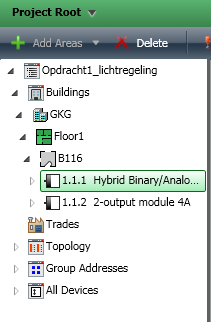 Project Root
Add Areas
Delete
Opdracht1_lichtregeling
Buildings
GKG
Floor1
B116
1.1.1 Hybrid Binary/Analo...
1.1.2 2-output module 4A
Trades
Topology
Group Addresses
All Devices